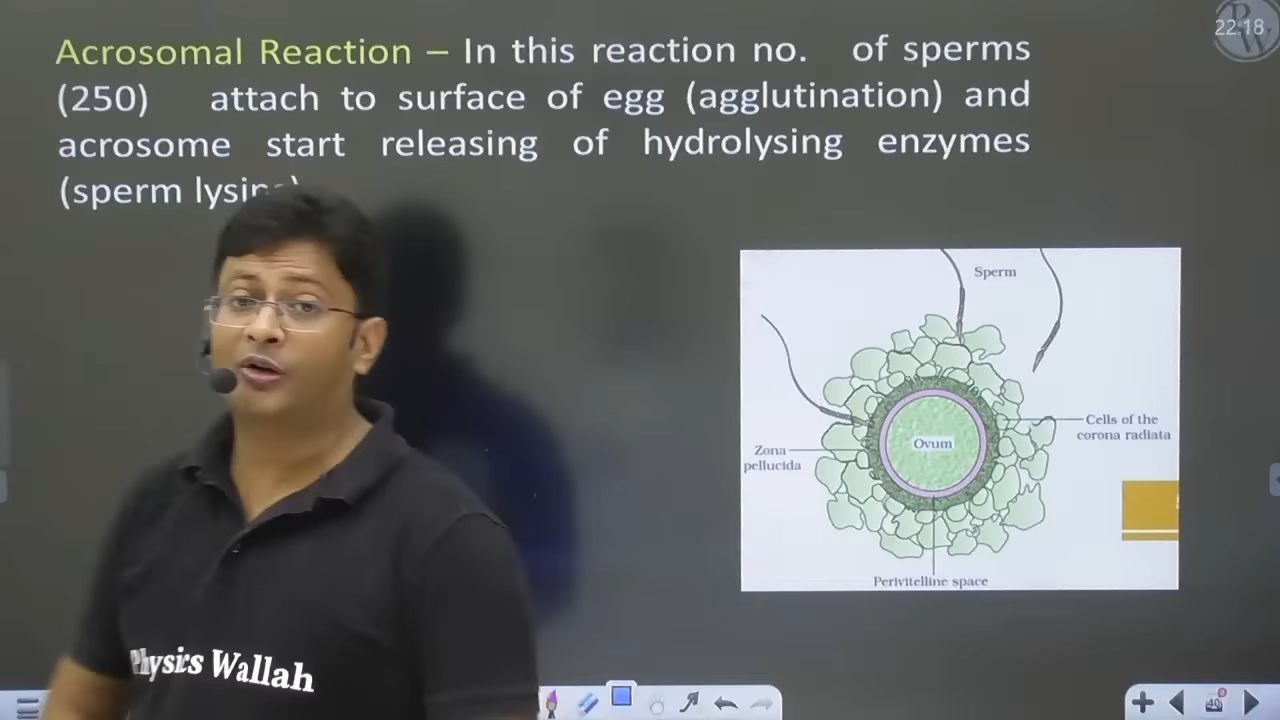 Acrosomal Reaction – In this reaction no. of sperms
(250) attach to surface of egg (agglutination) and
acrosome start releasing of hydrolysing enzymes
(sperm
22:18
Sperm
Cells of the
corona radiata
Ovum
Zona
pellucida
Perivitelline space
Physics Wallah